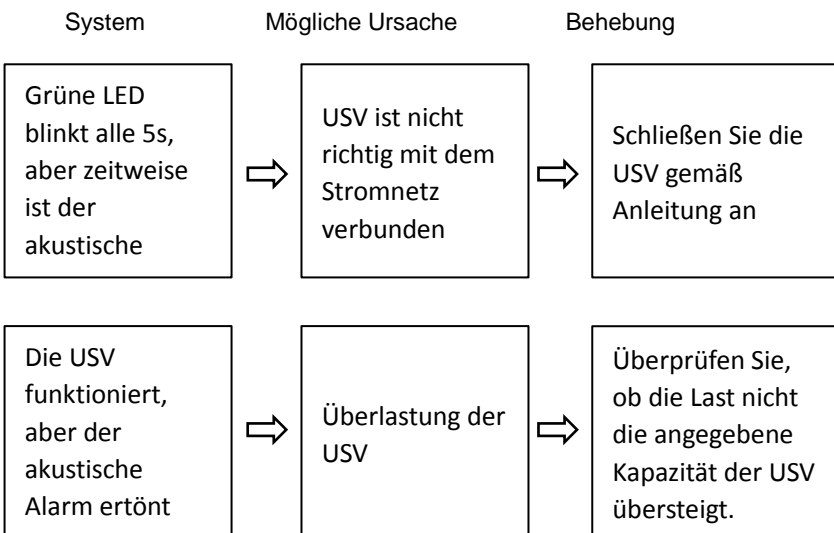 System Mögliche Ursache Behebung
Grüne LED
blinkt alle 5s,
aber zeitweise
ist der
akustische
USV ist nicht
richtig mit dem
Stromnetz
verbunden
Schließen Sie die
USV gemäß
Anleitung an
Die USV
funktioniert,
aber der
akustische
Alarm ertönt
Überlastung der
USV
Überprüfen Sie,
ob die Last nicht
die angegebene
Kapazität der USV
übersteigt.